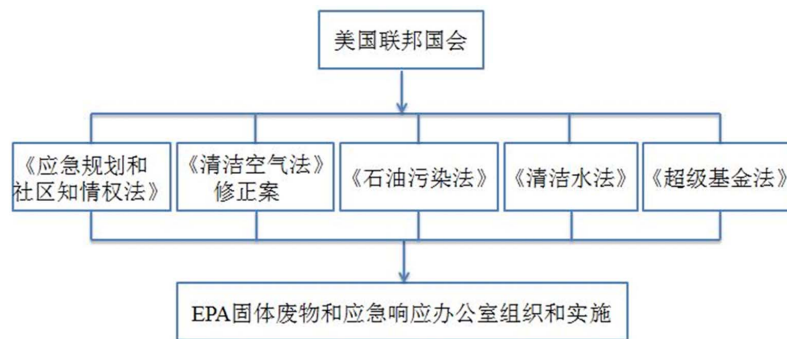 美国联邦国会
《应急规划和
社区知情权法》
《清洁空气法》
修正案
《石油污染法》
《清洁水法》
《超级基金法》
EPA固体废物和应急响应办公室组织和实施